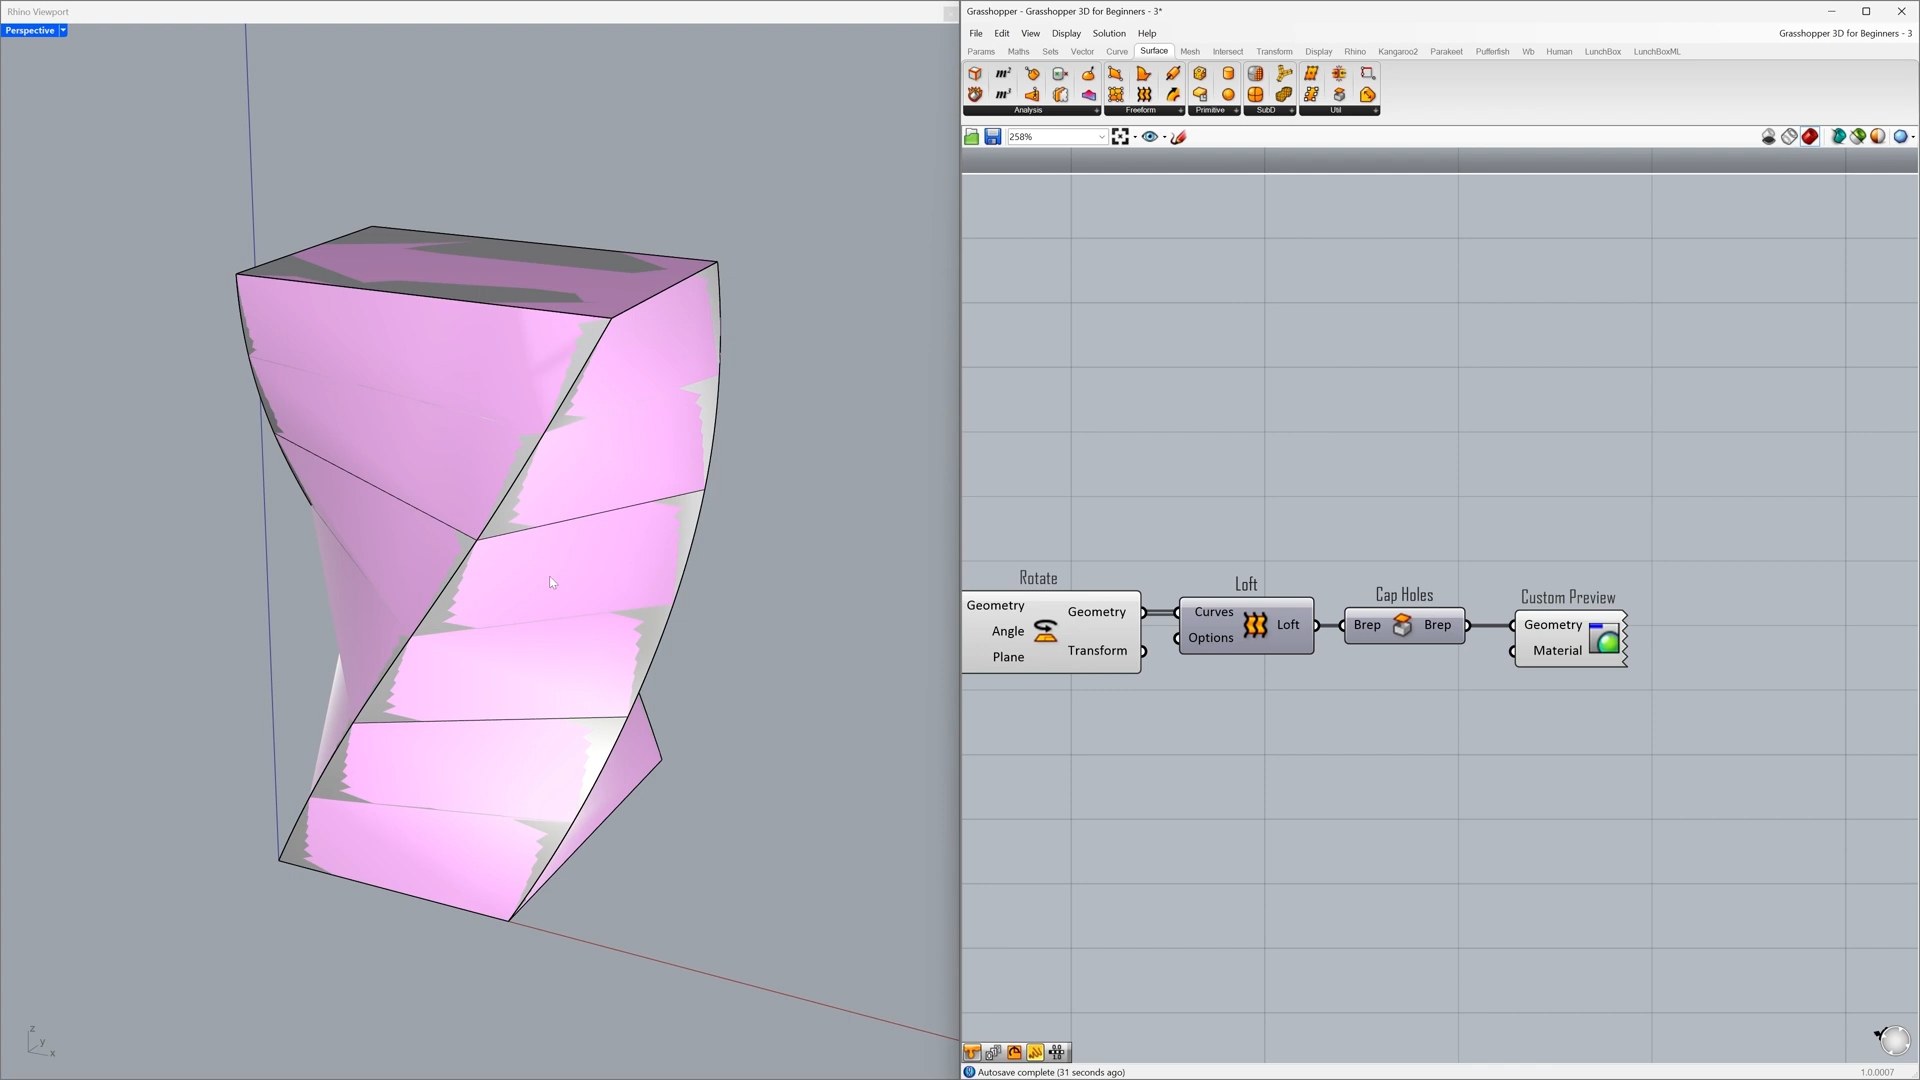 Rhino Viewport
Perspective
z
y
x
Grasshopper - Grasshopper 3D for Beginners - 3*
File Edit View Display Solution Help
Grasshopper 3D for Beginners - 3
Params Maths Sets Vector Curve Surface Mesh Intersect Transform Display Rhino Kangaroo2 Parakeet Pufferfish Wb Human LunchBox LunchBoxML
m²
m³
Analysis Freeform Primitive SubD Util
258%
Rotate
Geometry
Angle
Plane
Geometry
Transform
Loft
Curves
Options
Loft
Cap Holes
Brep Brep
Custom Preview
Geometry
Material
Autosave complete (31 seconds ago)
1.0.0007